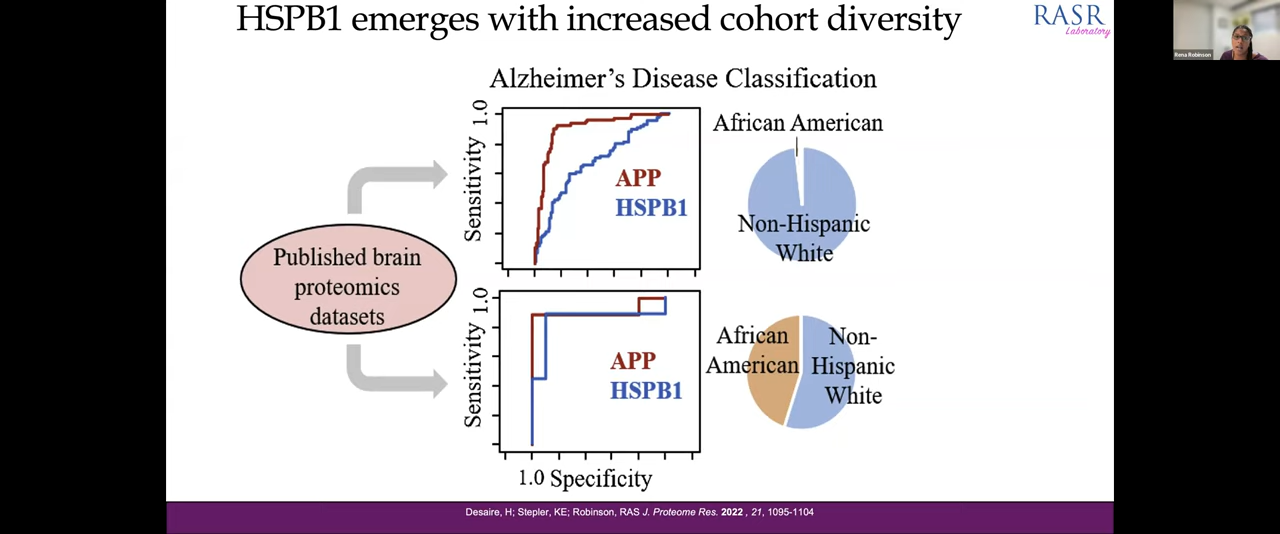 HSPB1 emerges with increased cohort diversity
RASR
Laboratory
Rena Robinson
Alzheimer's Disease Classification
Sensitivity 1.0
APP
HSPB1
African American
Non-Hispanic
White
Published brain
proteomics
datasets
Sensitivity 1.0
APP
HSPB1
African
American
Non-
Hispanic
White
1.0 Specificity
Desaire, H; Stepler, KE; Robinson, RAS J. Proteome Res. 2022 , 21, 1095-1104